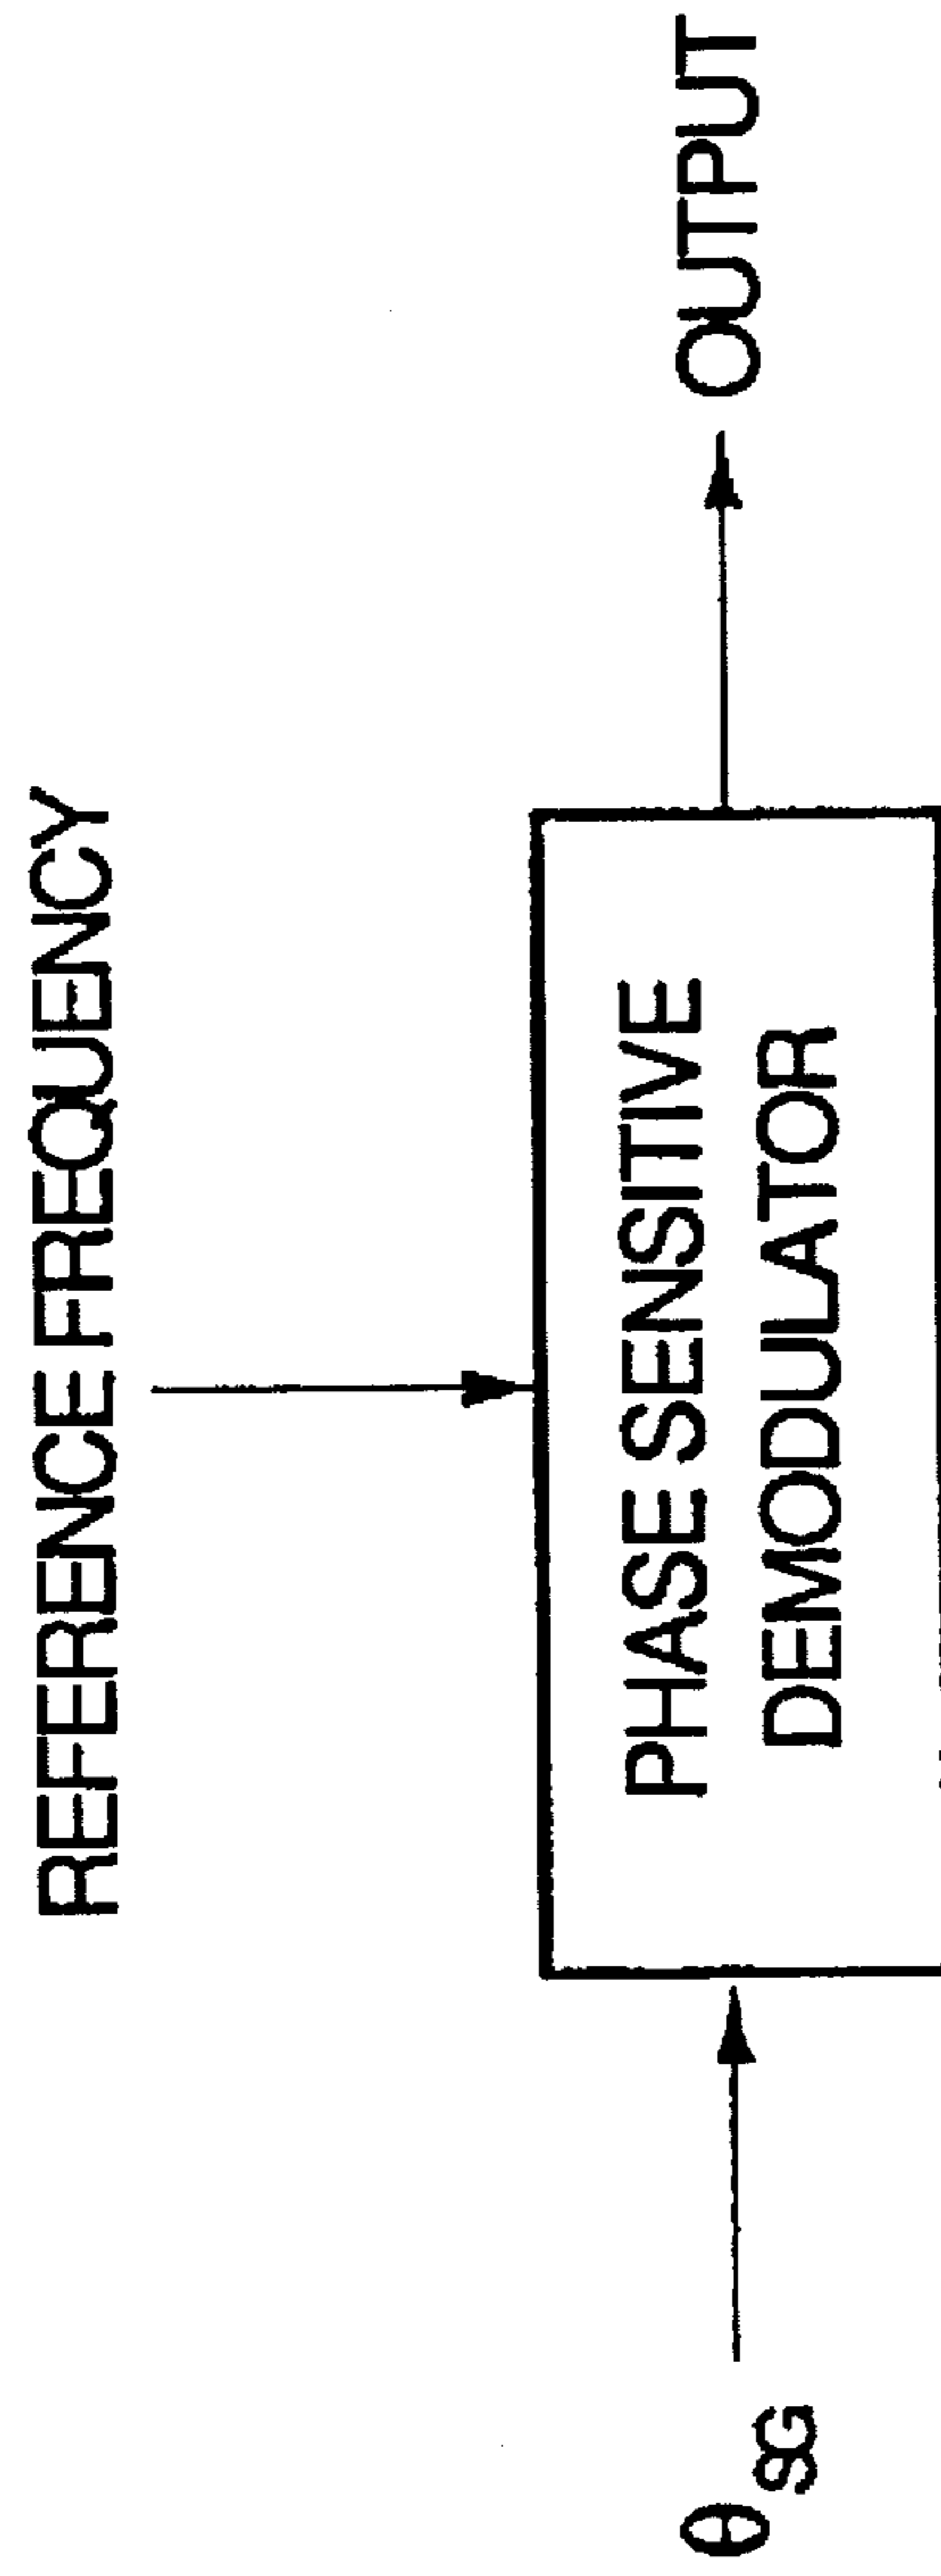 REFERENCE FREQUENCY
θSG
PHASE SENSITIVE
DEMODULATOR
OUTPUT